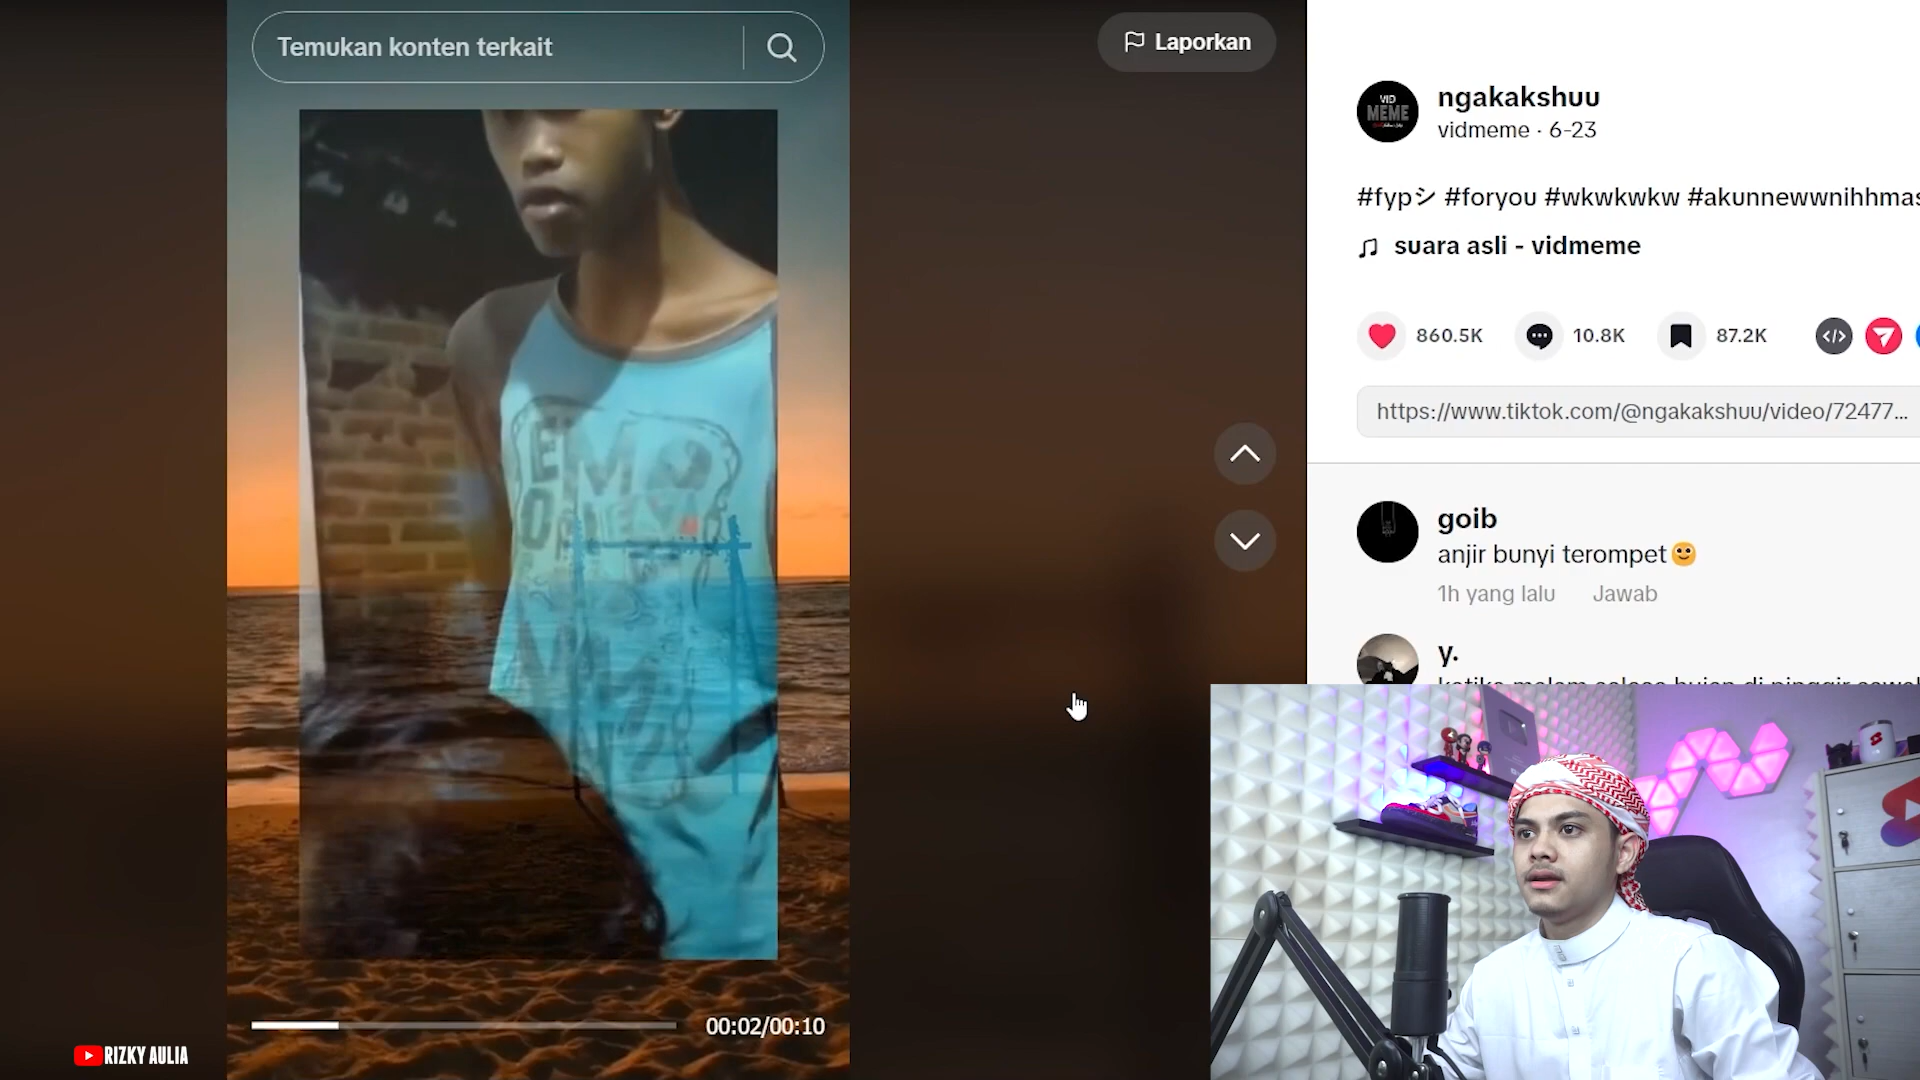 Temukan konten terkait
Laporkan
VID
MEME
ngakakshuu
vidmeme · 6-23
#fypシ #foryou #wkwkwkw #akunnewwnihhmas
suara asli - vidmeme
860.5K
10.8K
87.2K
https://www.tiktok.com/@ngakakshuu/video/72477...
goib
anjir bunyi terompet🙂
1h yang lalu
Jawab
y.
00:02/00:10
RIZKY AULIA